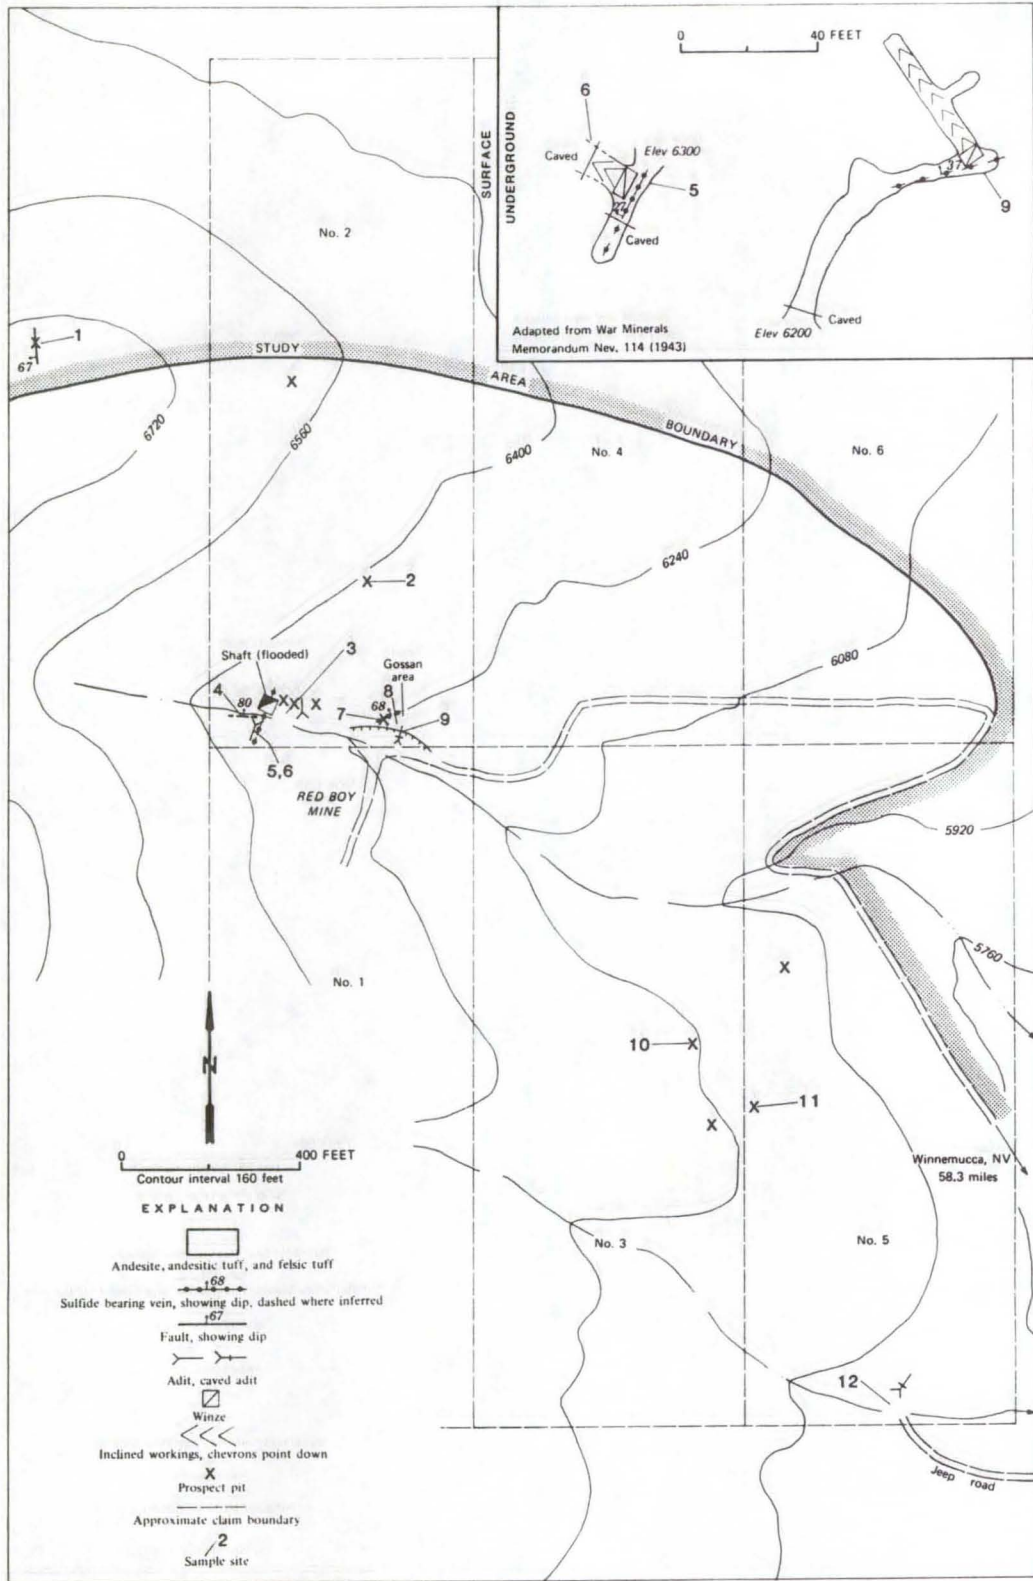 0 40 FEET
6
SURFACE
UNDERGROUND
Caved
Elev 6300
5
27
Caved
37
9
Caved
Elev 6200
Adapted from War Minerals
Memorandum Nev. 114 (1943)
No. 2
1
67
STUDY
AREA
BOUNDARY
6720
6560
6400
No. 4
No. 6
6240
2
6080
Shaft (flooded)
3
Gossan
area
4
80
8
68
7
9
5,6
RED BOY
MINE
5920
5760
No. 1
10
11
N
0 400 FEET
Contour interval 160 feet
Winnemucca, NV
58.3 miles
EXPLANATION
No. 3
No. 5
Andesite, andesitic tuff, and felsic tuff
68
Sulfide bearing vein, showing dip, dashed where inferred
67
Fault, showing dip
Adit, caved adit
12
Winze
Inclined workings, chevrons point down
X
Prospect pit
Jeep road
Approximate claim boundary
2
Sample site